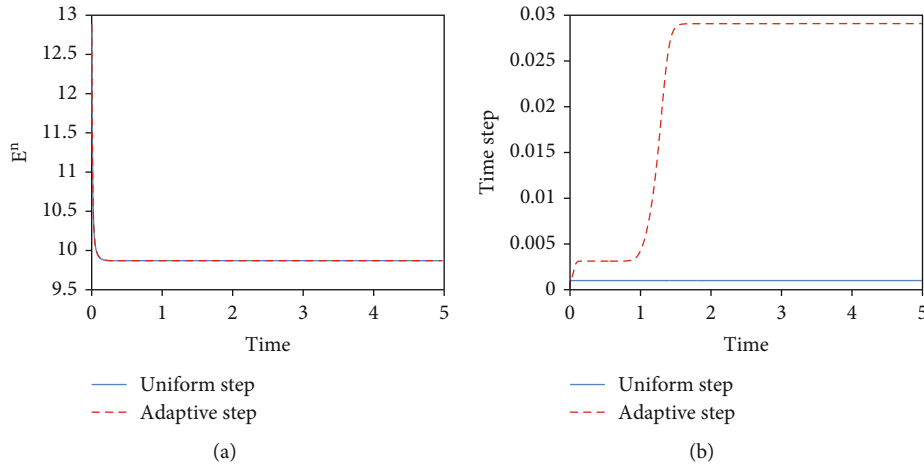 13
12.5
12
11.5
11
10.5
10
9.5
E^n
0 1 2 3 4 5
Time
Uniform step
Adaptive step
(a)
0.03
0.025
0.02
0.015
0.01
0.005
0
Time step
0 1 2 3 4 5
Time
Uniform step
Adaptive step
(b)